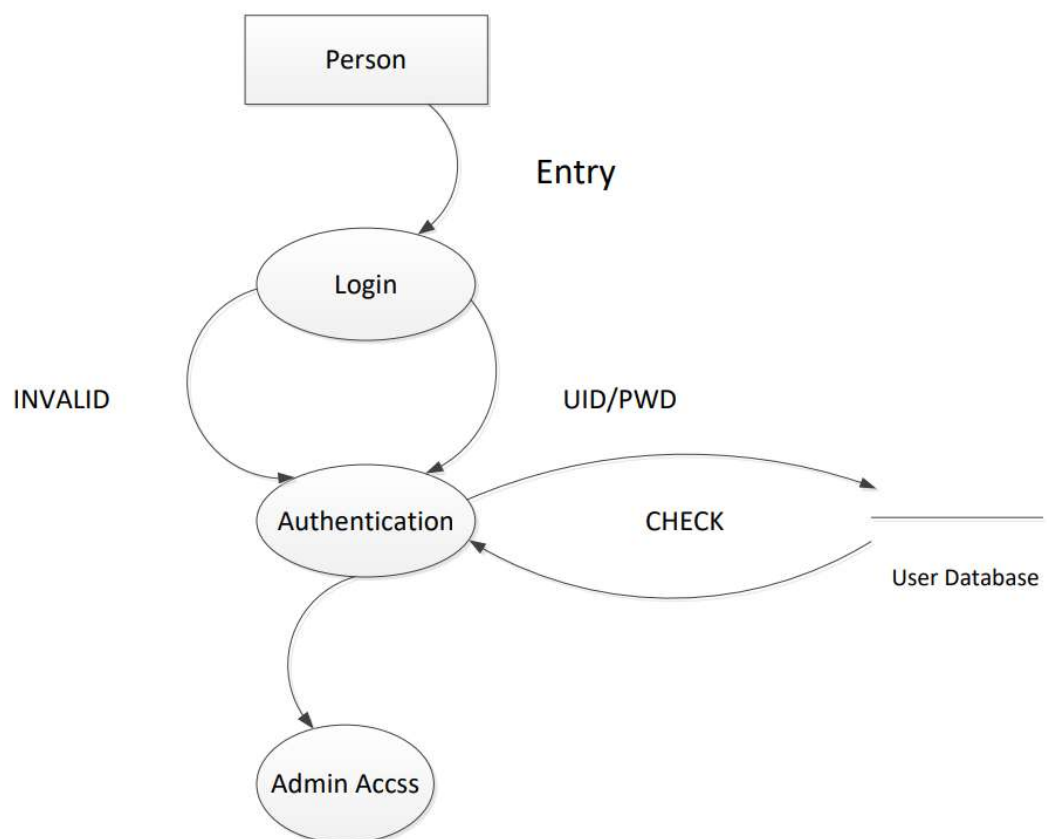 Person
Entry
Login
INVALID
UID/PWD
Authentication
CHECK
User Database
Admin Accss